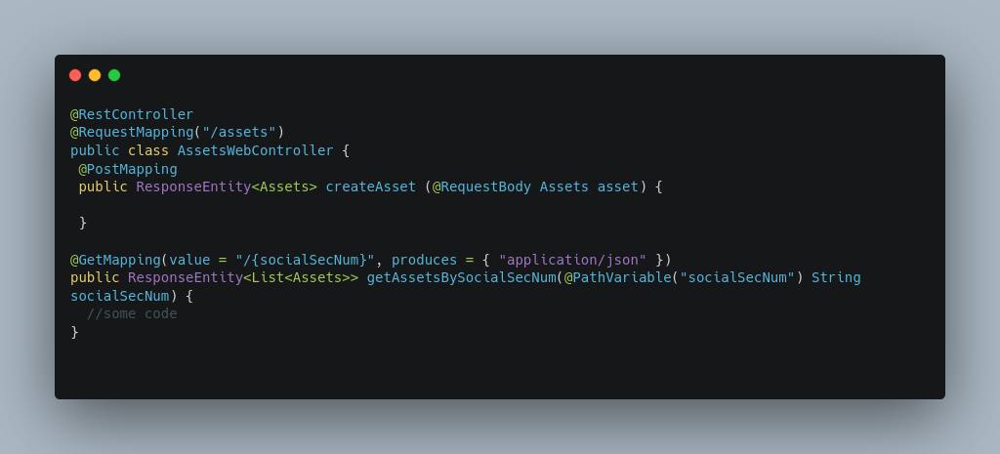 @RestController
@RequestMapping("/assets")
public class AssetsWebController {
 @PostMapping
 public ResponseEntity<Assets> createAsset (@RequestBody Assets asset) {

 }

@GetMapping(value = "/{socialSecNum}", produces = { "application/json" })
public ResponseEntity<List<Assets>> getAssetsBySocialSecNum(@PathVariable("socialSecNum") String
socialSecNum) {
  //some code
}